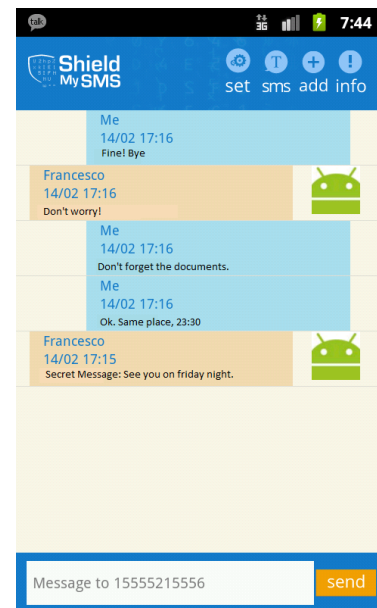 talk
3G
7:44
Shield
My SMS
set sms add info
Me
14/02 17:16
Fine! Bye
Francesco
14/02 17:16
Don't worry!
Me
14/02 17:16
Don't forget the documents.
Me
14/02 17:16
Ok. Same place, 23:30
Francesco
14/02 17:15
Secret Message: See you on friday night.
Message to 15555215556
send